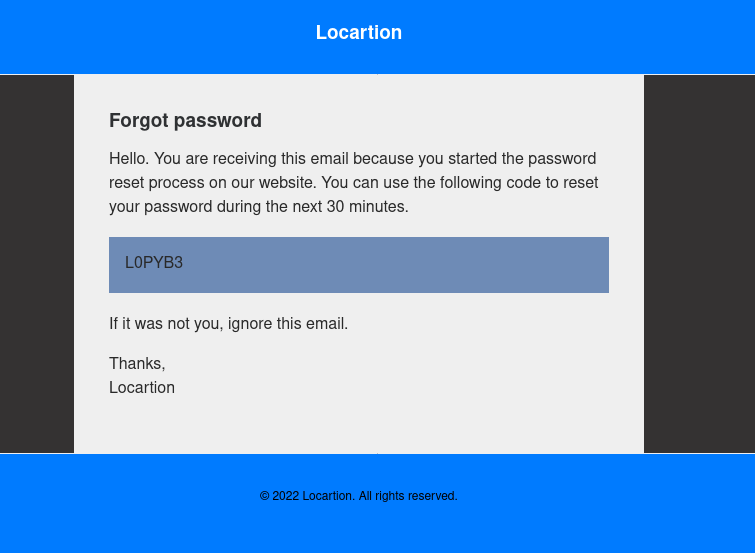 Locartion
Forgot password
Hello. You are receiving this email because you started the password
reset process on our website. You can use the following code to reset
your password during the next 30 minutes.
L0PYB3
If it was not you, ignore this email.
Thanks,
Locartion
© 2022 Locartion. All rights reserved.